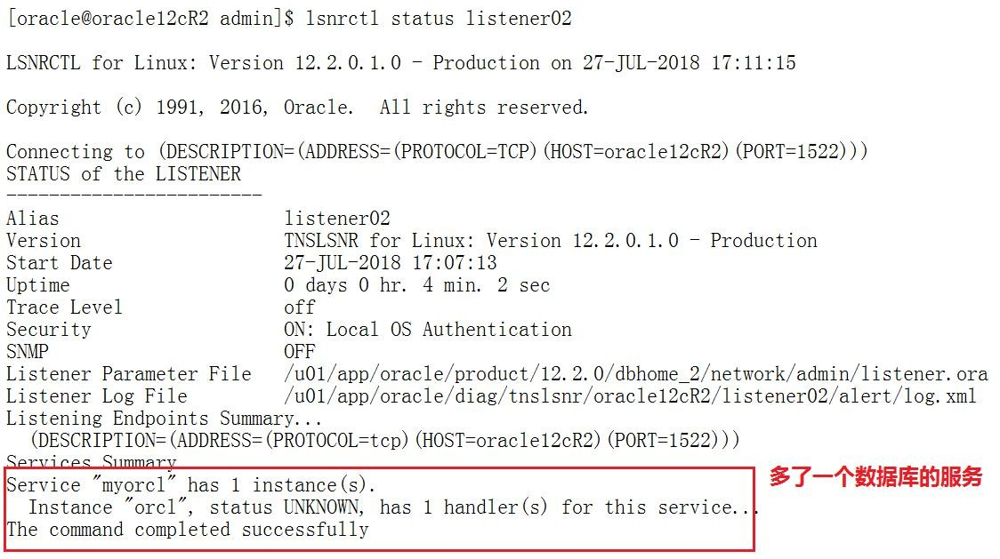 [oracle@oracle12cR2 admin]$ lsnrctl status listener02
LSNRCTL for Linux: Version 12.2.0.1.0 - Production on 27-JUL-2018 17:11:15
Copyright (c) 1991, 2016, Oracle.  All rights reserved.
Connecting to (DESCRIPTION=(ADDRESS=(PROTOCOL=TCP)(HOST=oracle12cR2)(PORT=1522)))
STATUS of the LISTENER
------------------------
Alias                     listener02
Version                   TNSLSNR for Linux: Version 12.2.0.1.0 - Production
Start Date                27-JUL-2018 17:07:13
Uptime                    0 days 0 hr. 4 min. 2 sec
Trace Level               off
Security                  ON: Local OS Authentication
SNMP                      OFF
Listener Parameter File   /u01/app/oracle/product/12.2.0/dbhome_2/network/admin/listener.ora
Listener Log File         /u01/app/oracle/diag/tnslsnr/oracle12cR2/listener02/alert/log.xml
Listening Endpoints Summary...
  (DESCRIPTION=(ADDRESS=(PROTOCOL=tcp)(HOST=oracle12cR2)(PORT=1522)))
Services Summary
Service "myorcl" has 1 instance(s).
多了一个数据库的服务
  Instance "orcl", status UNKNOWN, has 1 handler(s) for this service...
The command completed successfully